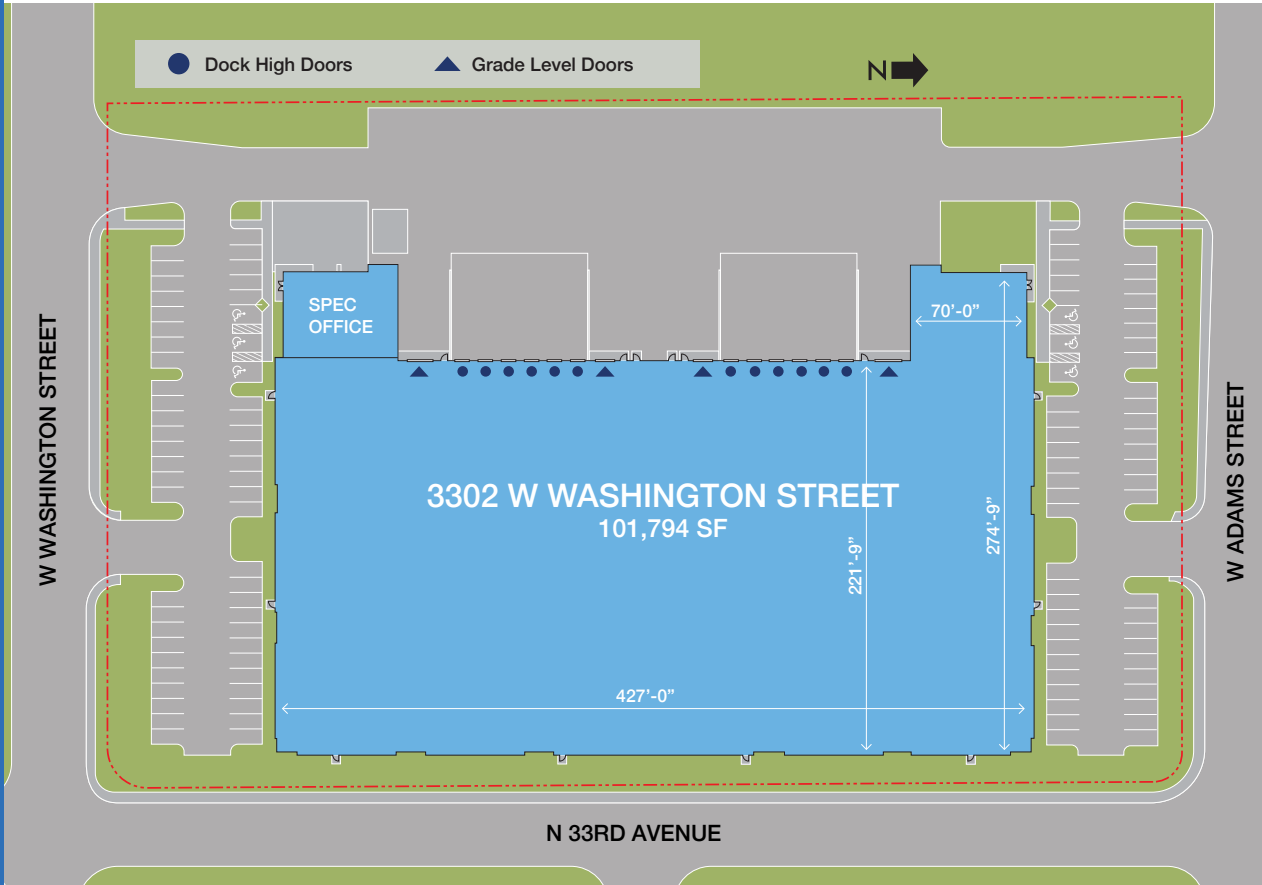 Dock High Doors
Grade Level Doors
N
SPEC
OFFICE
70’-0”
W WASHINGTON STREET
3302 W WASHINGTON STREET
101,794 SF
221’-9”
274’-9”
W ADAMS STREET
427’-0”
N 33RD AVENUE